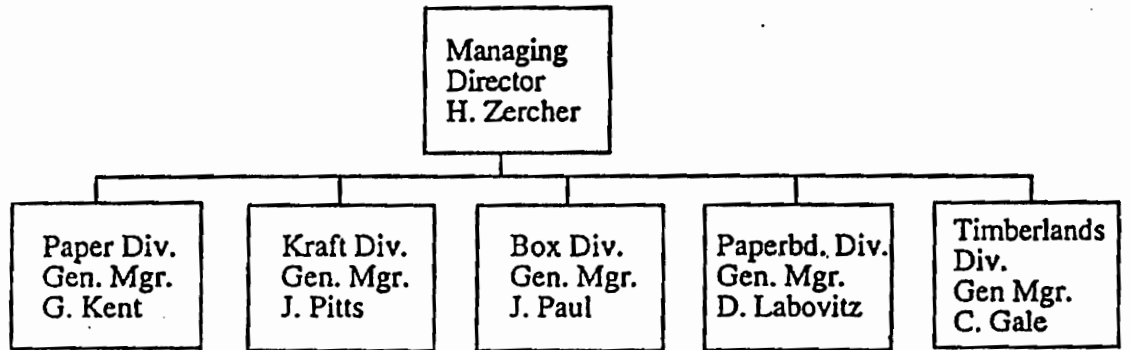 Managing
Director
H. Zercher
Paper Div.
Gen. Mgr.
G. Kent
Kraft Div.
Gen. Mgr.
J. Pitts
Box Div.
Gen. Mgr.
J. Paul
Paperbd. Div.
Gen. Mgr.
D. Labovitz
Timberlands
Div.
Gen Mgr.
C. Gale